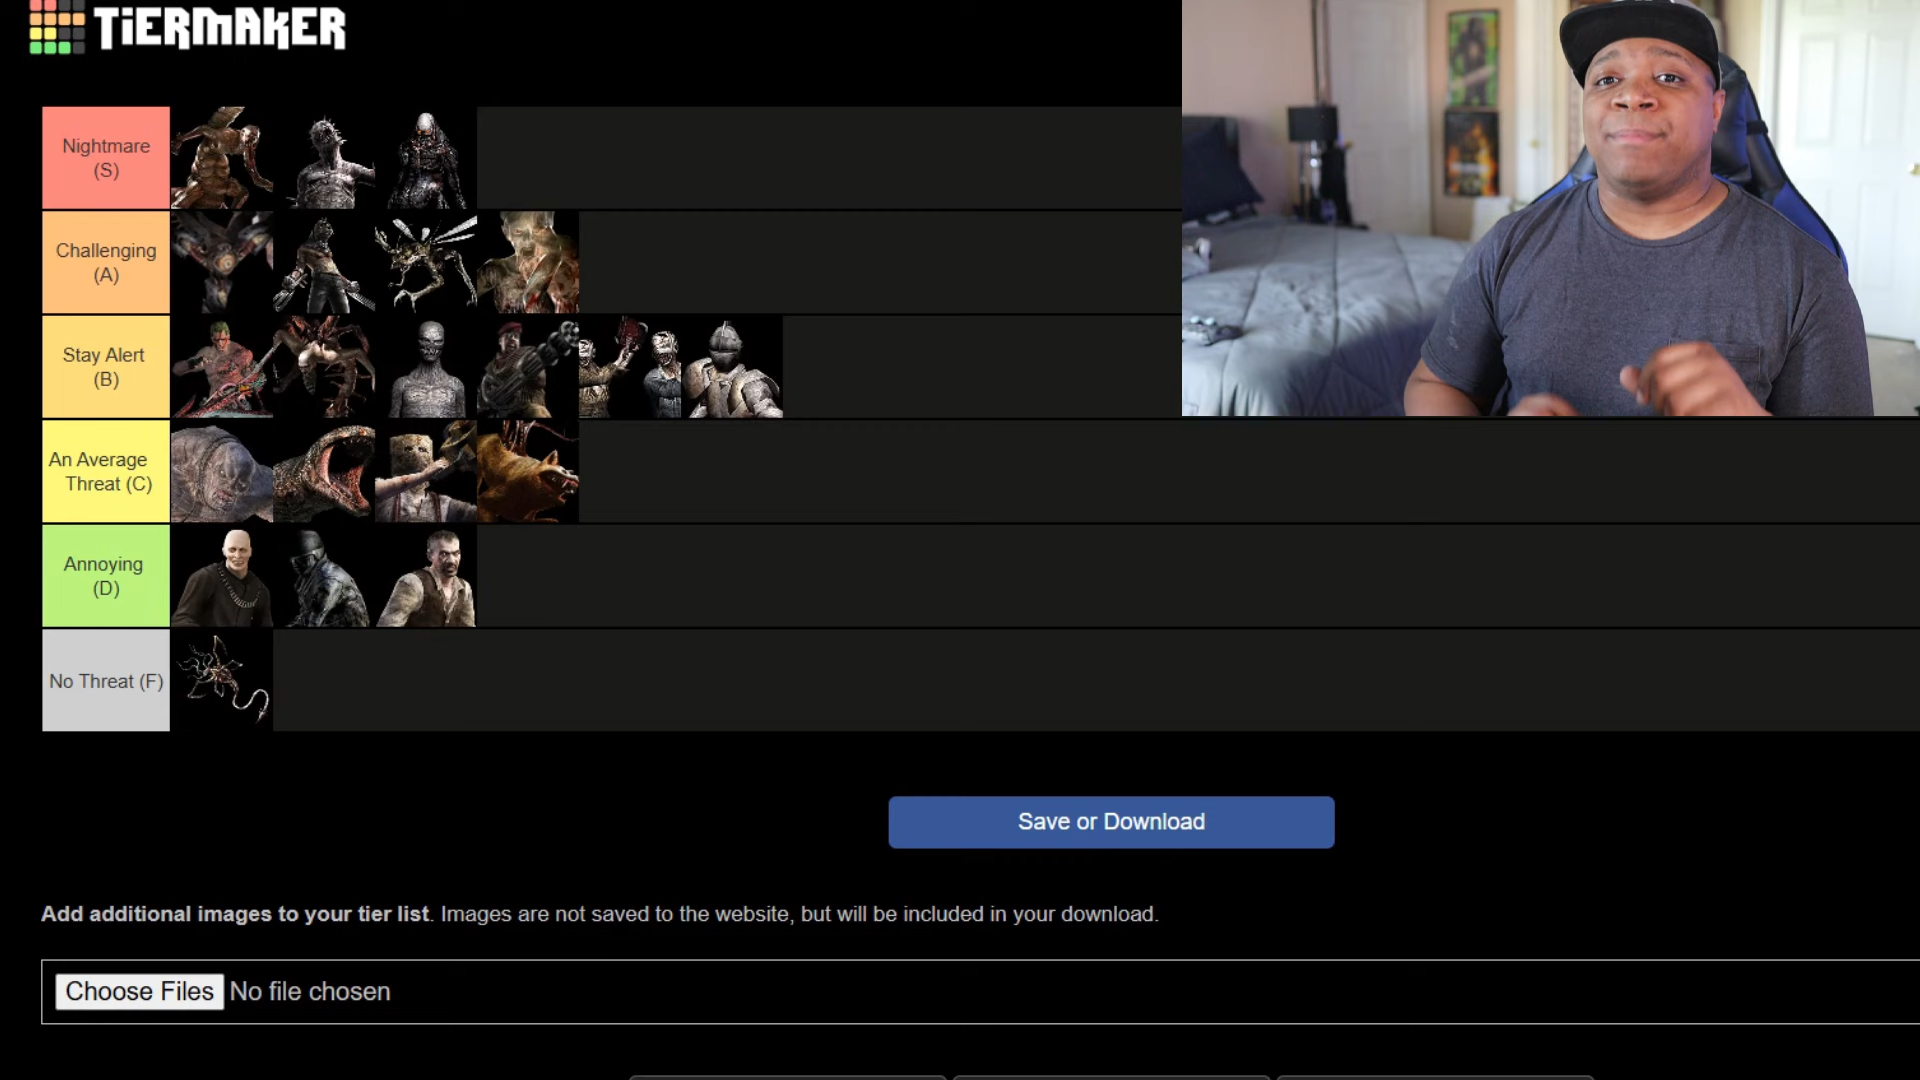 TiERMAKER
Nightmare
(S)
Challenging
(A)
Stay Alert
(B)
An Average
Threat (C)
Annoying
(D)
No Threat (F)
Save or Download
Add additional images to your tier list. Images are not saved to the website, but will be included in your download.
Choose Files No file chosen